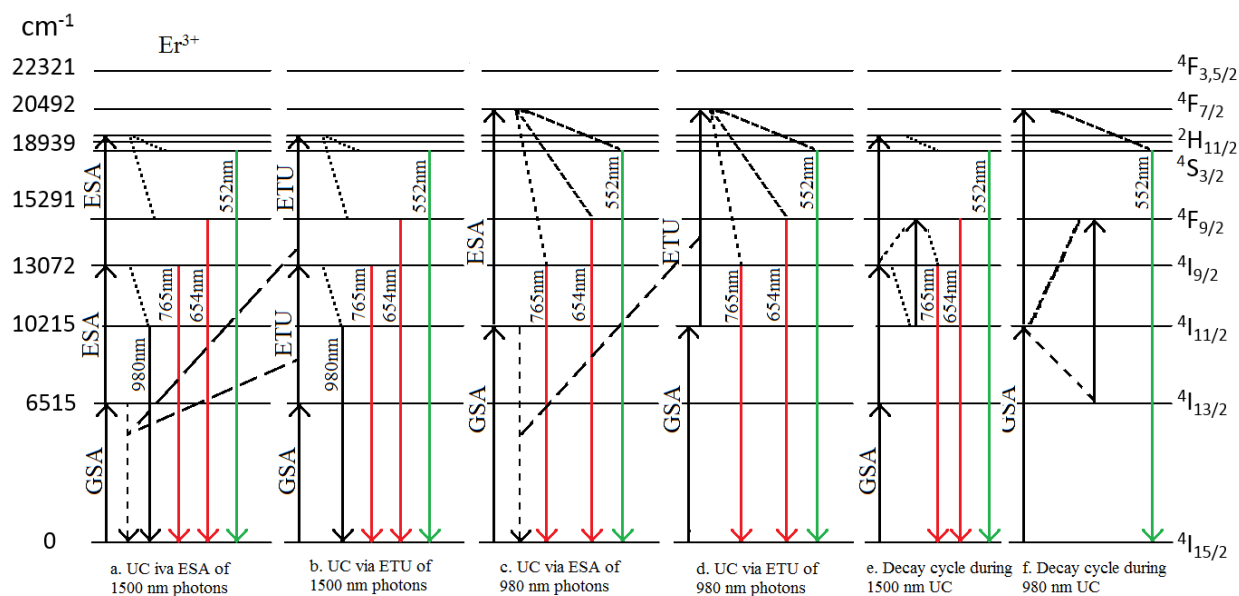 cm⁻¹
Er³⁺
22321
20492
18939
15291
13072
10215
6515
0
ESA
ESA
GSA
980nm
765nm
654nm
552nm
ETU
ETU
GSA
980nm
765nm
654nm
552nm
ESA
GSA
765nm
654nm
552nm
ETU
GSA
765nm
654nm
552nm
GSA
765nm
654nm
552nm
GSA
552nm
⁴F₃,₅/₂
⁴F₇/₂
²H₁₁/₂
⁴S₃/₂
⁴F₉/₂
⁴I₉/₂
⁴I₁₁/₂
⁴I₁₃/₂
⁴I₁₅/₂
a. UC iva ESA of
1500 nm photons
b. UC via ETU of
1500 nm photons
c. UC via ESA of
980 nm photons
d. UC via ETU of
980 nm photons
e. Decay cycle during
1500 nm UC
f. Decay cycle during
980 nm UC